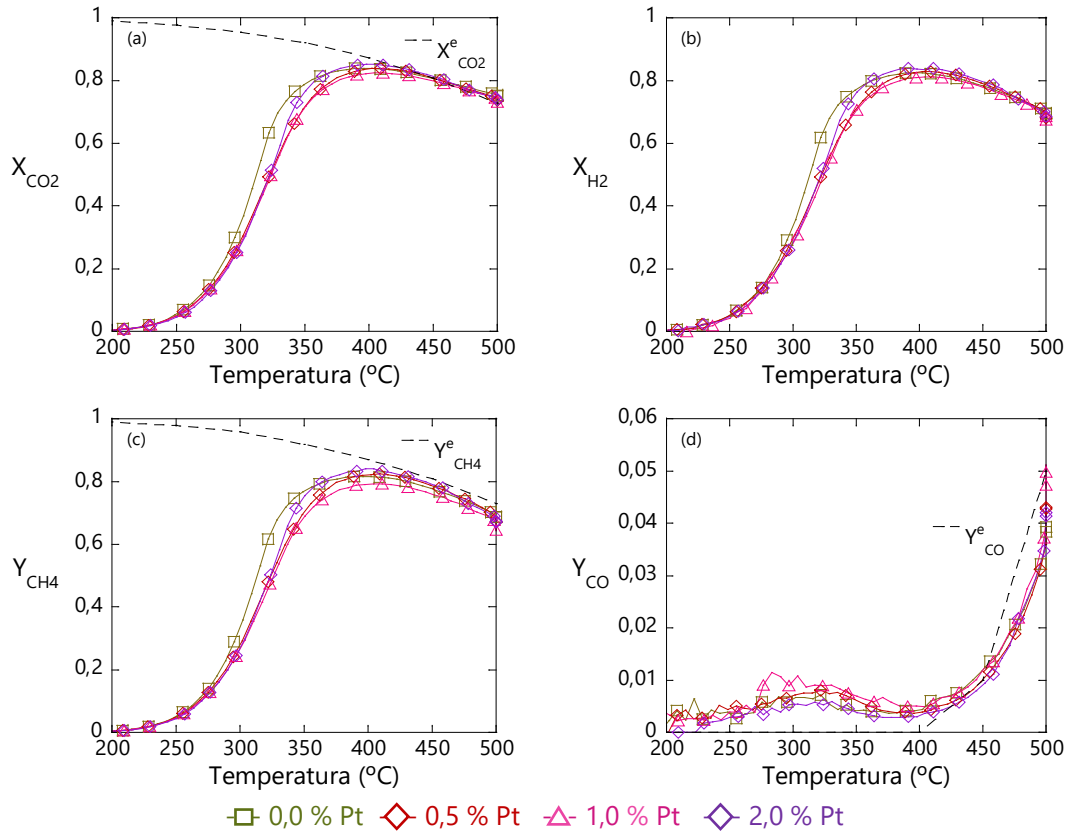 (a)
X^e_CO2
1
0,8
0,6
0,4
0,2
0
X_CO2
200 250 300 350 400 450 500
Temperatura (ºC)
(b)
1
0,8
0,6
0,4
0,2
0
X_H2
200 250 300 350 400 450 500
Temperatura (ºC)
(c)
Y^e_CH4
1
0,8
0,6
0,4
0,2
0
Y_CH4
200 250 300 350 400 450 500
Temperatura (ºC)
(d)
Y^e_CO
0,06
0,05
0,04
0,03
0,02
0,01
0
Y_CO
200 250 300 350 400 450 500
Temperatura (ºC)
0,0 % Pt 0,5 % Pt 1,0 % Pt 2,0 % Pt